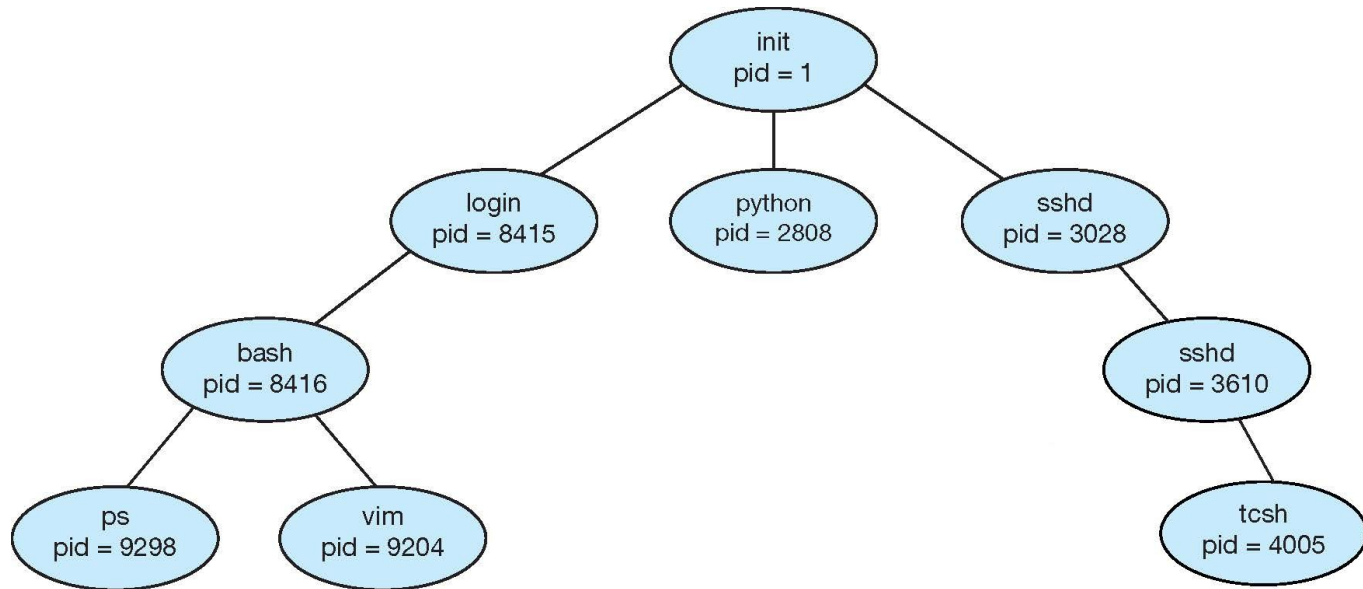 init
pid = 1
login
pid = 8415
python
pid = 2808
sshd
pid = 3028
bash
pid = 8416
sshd
pid = 3610
ps
pid = 9298
vim
pid = 9204
tcsh
pid = 4005